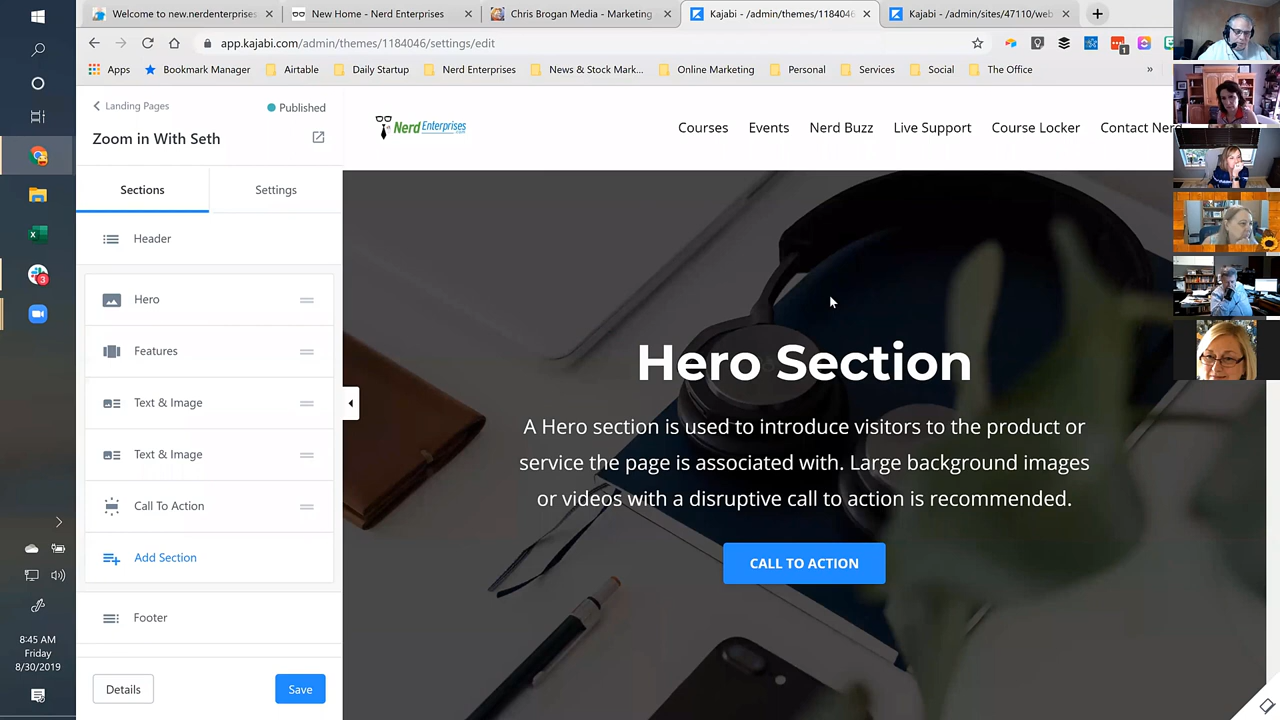 Welcome to new.nerdenterprises
New Home - Nerd Enterprises
Chris Brogan Media - Marketing
Kajabi - /admin/themes/1184046
Kajabi - /admin/sites/47110/web
app.kajabi.com/admin/themes/1184046/settings/edit
1
Apps
Bookmark Manager
Airtable
Daily Startup
Nerd Ent
News & Stock Mark...
Online Marketing
Personal
Services
Social
The Office
»
Landing Pages
Published
Zoom in With Seth
Sections
Settings
Header
Hero
Features
Text & Image
Text & Image
Call To Action
Add Section
Footer
Details
Save
Nerd Enterprises
Courses
Events
Nerd Buzz
Live Support
Course Locker
Contact Nerd
Hero Section
A Hero section is used to introduce visitors to the product or
service the page is associated with. Large background images
or videos with a disruptive call to action is recommended.
CALL TO ACTION
3
8:45 AM
Friday
8/30/2019